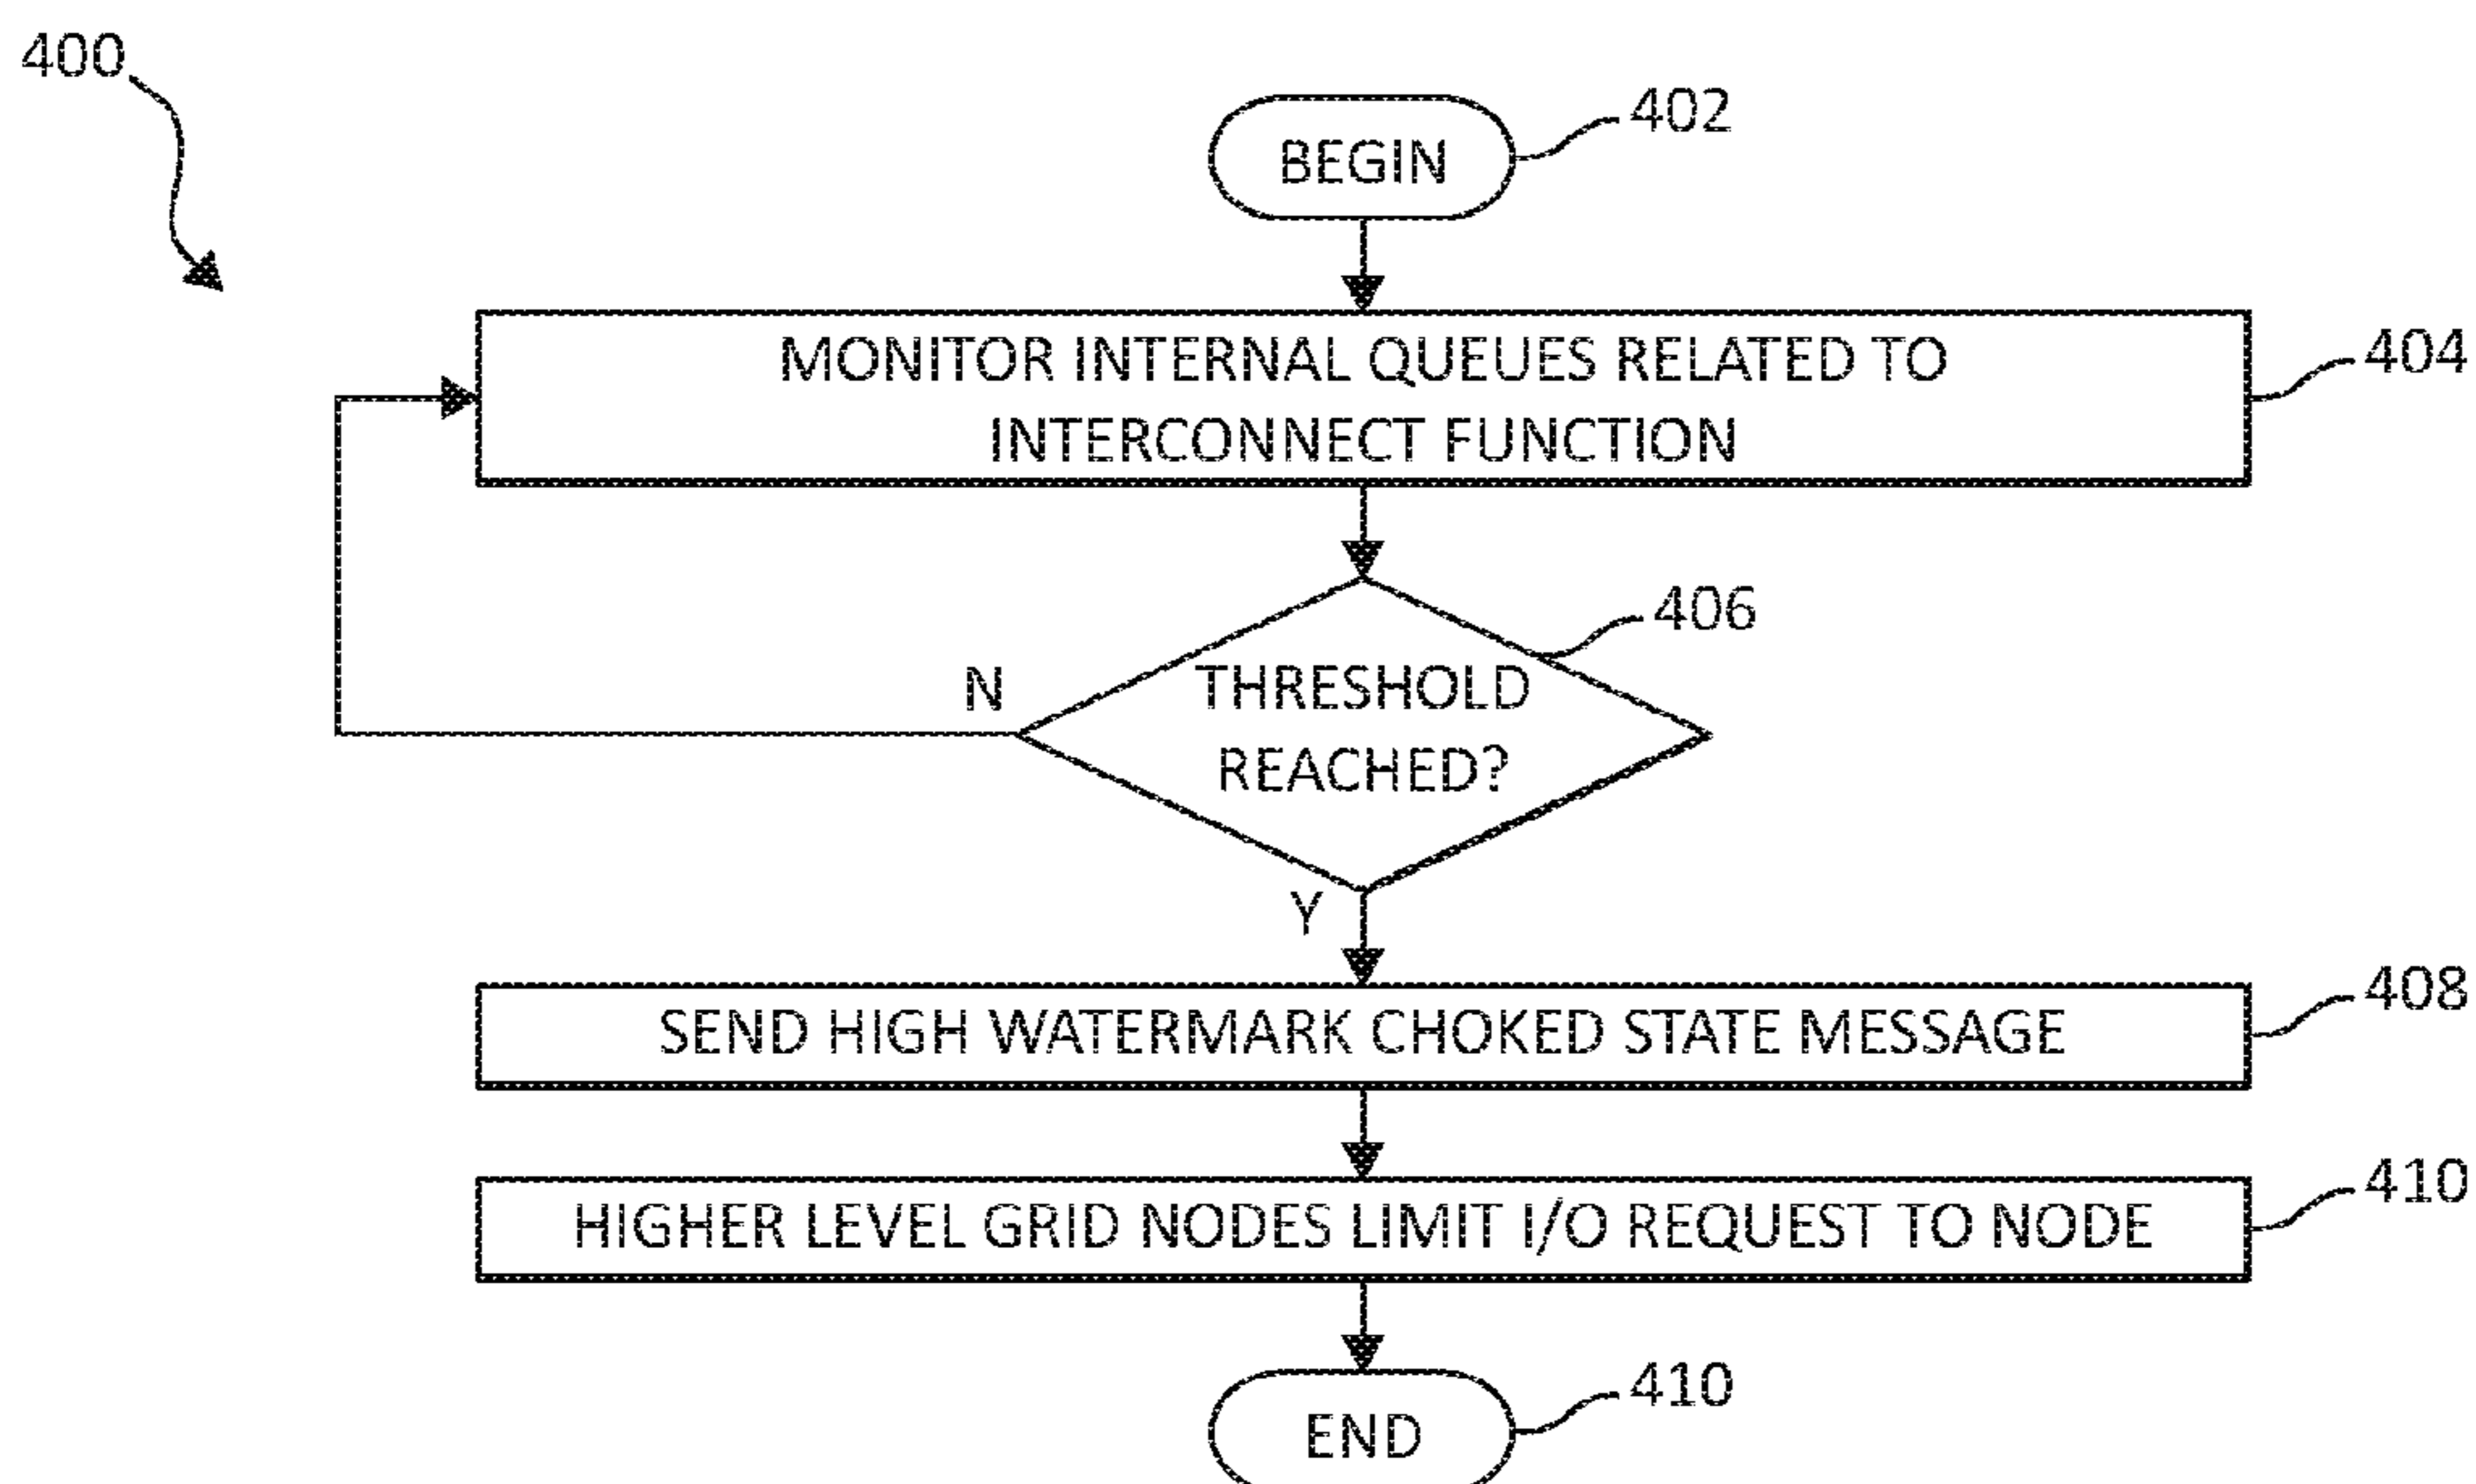 400
BEGIN
402
MONITOR INTERNAL QUEUES RELATED TO
INTERCONNECT FUNCTION
404
THRESHOLD
REACHED?
406
N
Y
SEND HIGH WATERMARK CHOKED STATE MESSAGE
408
HIGHER LEVEL GRID NODES LIMIT I/O REQUEST TO NODE
410
END
410